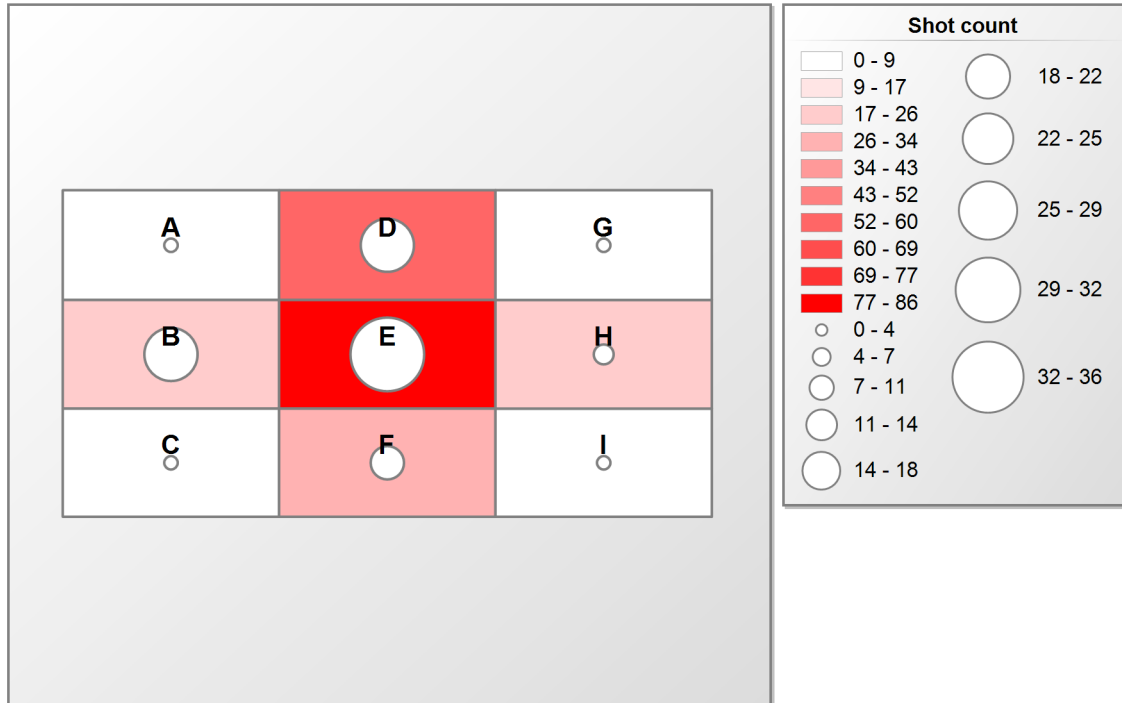 Shot count
0 - 9
9 - 17
17 - 26
26 - 34
34 - 43
43 - 52
52 - 60
60 - 69
69 - 77
77 - 86
0 - 4
4 - 7
7 - 11
11 - 14
14 - 18
18 - 22
22 - 25
25 - 29
29 - 32
32 - 36
A
D
G
B
E
H
C
F
I